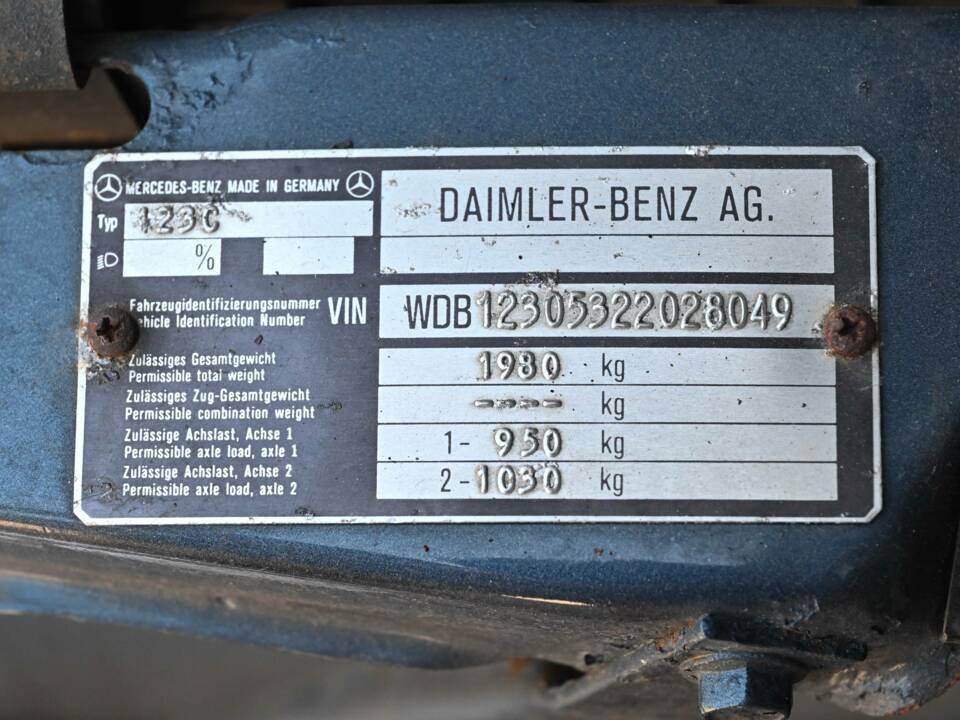 MERCEDES-BENZ MADE IN GERMANY
DAIMLER-BENZ AG.
Typ 123C
%
Fahrzeugidentifizierungsnummer
Vehicle Identification Number VIN WDB12305322028049
Zulässiges Gesamtgewicht
Permissible total weight 1980 kg
Zulässiges Zug-Gesamtgewicht
Permissible combination weight ---- kg
Zulässige Achslast, Achse 1
Permissible axle load, axle 1 1- 950 kg
Zulässige Achslast, Achse 2
Permissible axle load, axle 2 2- 1030 kg